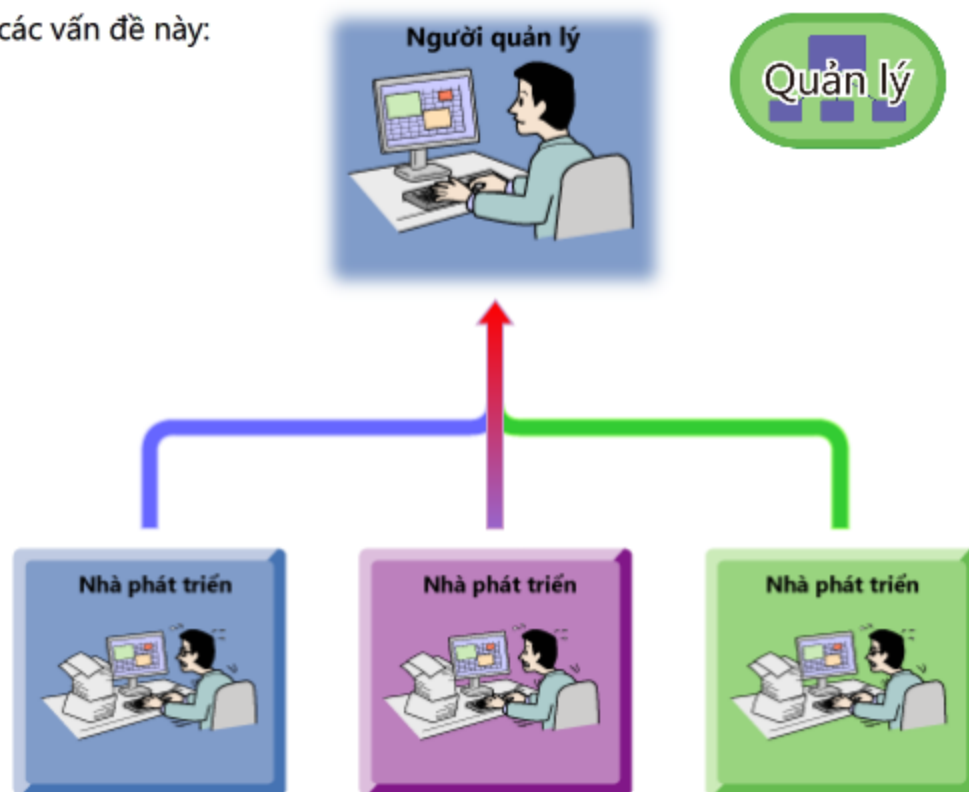 các vấn đề này:
Người quản lý
Quản lý
Nhà phát triển
Nhà phát triển
Nhà phát triển